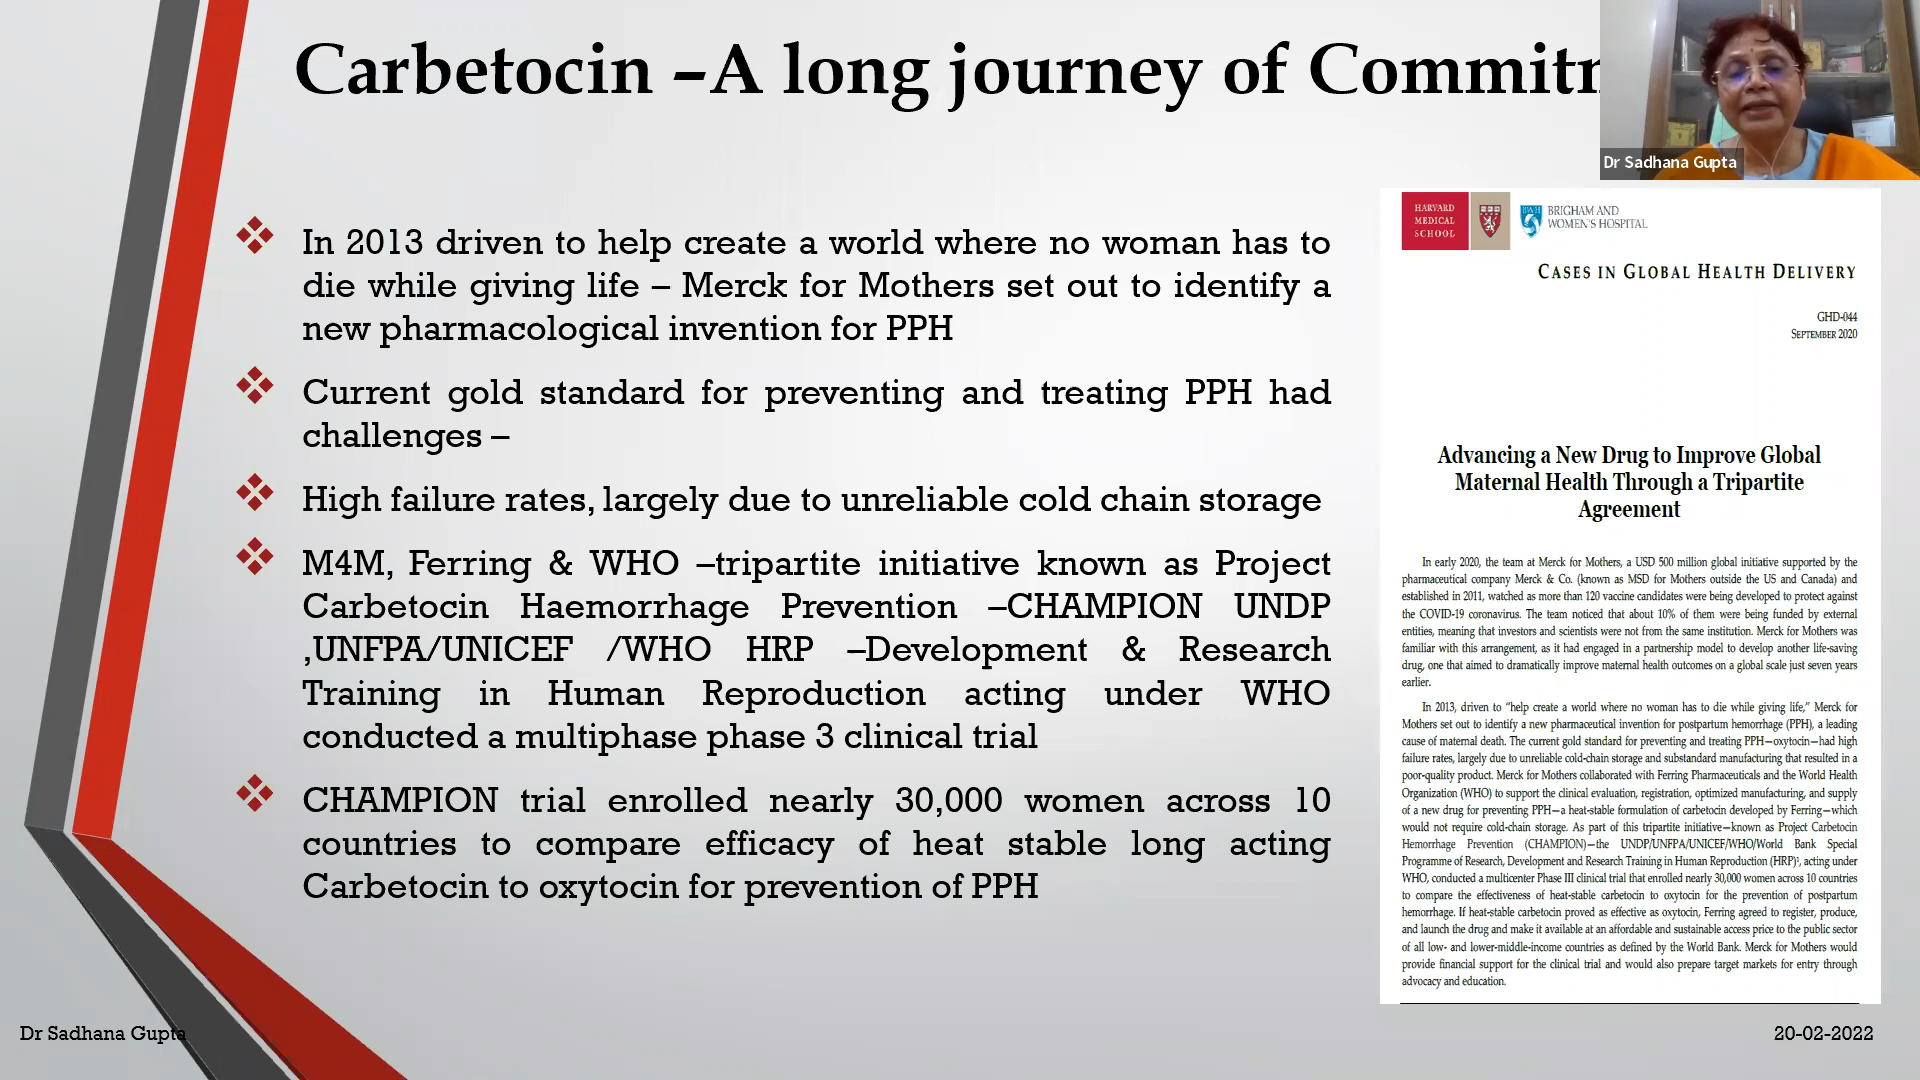 Carbetocin –A long journey of
Dr Sadhana Gupta
In 2013 driven to help create a world where no woman has to
die while giving life – Merck for Mothers set out to identify a
new pharmacological invention for PPH
Current gold standard for preventing and treating PPH had
challenges –
High failure rates, largely due to unreliable cold chain storage
M4M, Ferring & WHO –tripartite initiative known as Project
Carbetocin Haemorrhage Prevention –CHAMPION UNDP
,UNFPA/UNICEF /WHO HRP –Development & Research
Training in Human Reproduction acting under WHO
conducted a multiphase phase 3 clinical trial
CHAMPION trial enrolled nearly 30,000 women across 10
countries to compare efficacy of heat stable long acting
Carbetocin to oxytocin for prevention of PPH
HARVARD
MEDICAL
SCHOOL
BWH
BRIGHAM AND
WOMEN'S HOSPITAL
CASES IN GLOBAL HEALTH DELIVERY
GHD-044
SEPTEMBER 2020
Advancing a New Drug to Improve Global
Maternal Health Through a Tripartite
Agreement
In early 2020, the team at Merck for Mothers, a USD 500 million global initiative supported by the
pharmaceutical company Merck & Co. (known as MSD for Mothers outside the US and Canada) and
established in 2011, watched as more than 120 vaccine candidates were being developed to protect against
the COVID-19 coronavirus. The team noticed that about 10% of them were being funded by external
entities, meaning that investors and scientists were not from the same institution. Merck for Mothers was
familiar with this arrangement, as it had engaged in a partnership model to develop another life-saving
drug, one that aimed to dramatically improve maternal health outcomes on a global scale just seven years
earlier.
In 2013, driven to “help create a world where no woman has to die while giving life,” Merck for
Mothers set out to identify a new pharmaceutical invention for postpartum hemorrhage (PPH), a leading
cause of maternal death. The current gold standard for preventing and treating PPH—oxytocin—had high
failure rates, largely due to unreliable cold-chain storage and substandard manufacturing that resulted in a
poor-quality product. Merck for Mothers collaborated with Ferring Pharmaceuticals and the World Health
Organization (WHO) to support the clinical evaluation, registration, optimized manufacturing, and supply
of a new drug for preventing PPH—a heat-stable formulation of carbetocin developed by Ferring—which
would not require cold-chain storage. As part of this tripartite initiative—known as Project Carbetocin
Hemorrhage Prevention (CHAMPION)—the UNDP/UNFPA/UNICEF/WHO/World Bank Special
Programme of Research, Development and Research Training in Human Reproduction (HRP)¹, acting under
WHO, conducted a multicenter Phase III clinical trial that enrolled nearly 30,000 women across 10 countries
to compare the effectiveness of heat-stable carbetocin to oxytocin for the prevention of postpartum
hemorrhage. If heat-stable carbetocin proved as effective as oxytocin, Ferring agreed to register, produce,
and launch the drug and make it available at an affordable and sustainable access price to the public sector
of all low- and lower-middle-income countries as defined by the World Bank. Merck for Mothers would
provide financial support for the clinical trial and would also prepare target markets for entry through
advocacy and education.
Dr Sadhana Gupta
20-02-2022